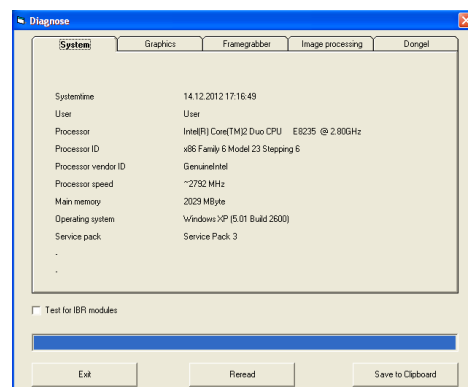 Diagnose
System Graphics Framegrabber Image processing Dongel
Systemtime 14.12.2012 17:16:49
User User
Processor Intel(R) Core(TM)2 Duo CPU E8235 @ 2.80GHz
Processor ID x86 Family 6 Model 23 Stepping 6
Processor vendor ID GenuineIntel
Processor speed ~2792 MHz
Main memory 2029 MByte
Operating system Windows XP (5.01 Build 2600)
Service pack Service Pack 3
-
-
Test for IBR modules
Exit Reread Save to Clipboard